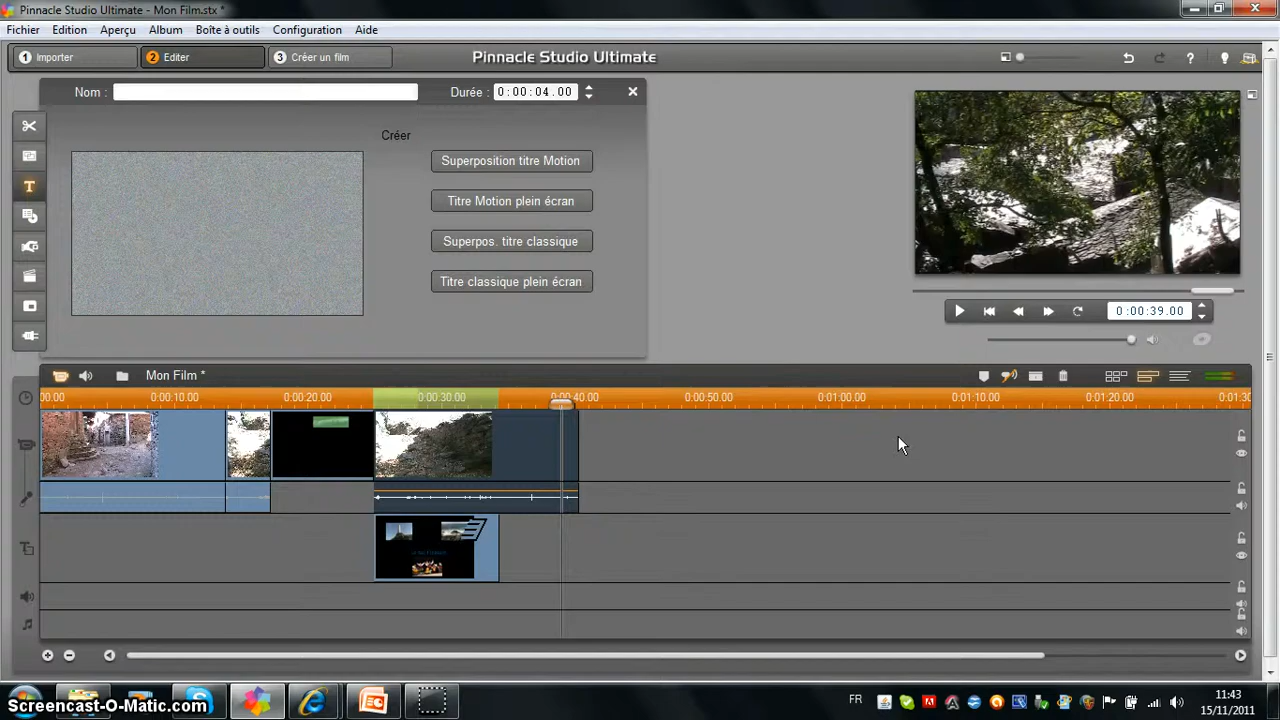 Pinnacle Studio Ultimate - Mon Film.stx *
Fichier Edition Aperçu Album Boîte à outils Configuration Aide
1 Importer 2 Editer 3 Créer un film Pinnacle Studio Ultimate
Nom : Durée : 0:00:04.00
Créer
Superposition titre Motion
Titre Motion plein écran
Superpos. titre classique
Titre classique plein écran
0:00:39.00
Mon Film *
00.00 0:00:10.00 0:00:20.00 0:00:30.00 0:00:40.00 0:00:50.00 0:01:00.00 0:01:10.00 0:01:20.00 0:01:30
FR 11:43
15/11/2011
Screencast-O-Matic.com